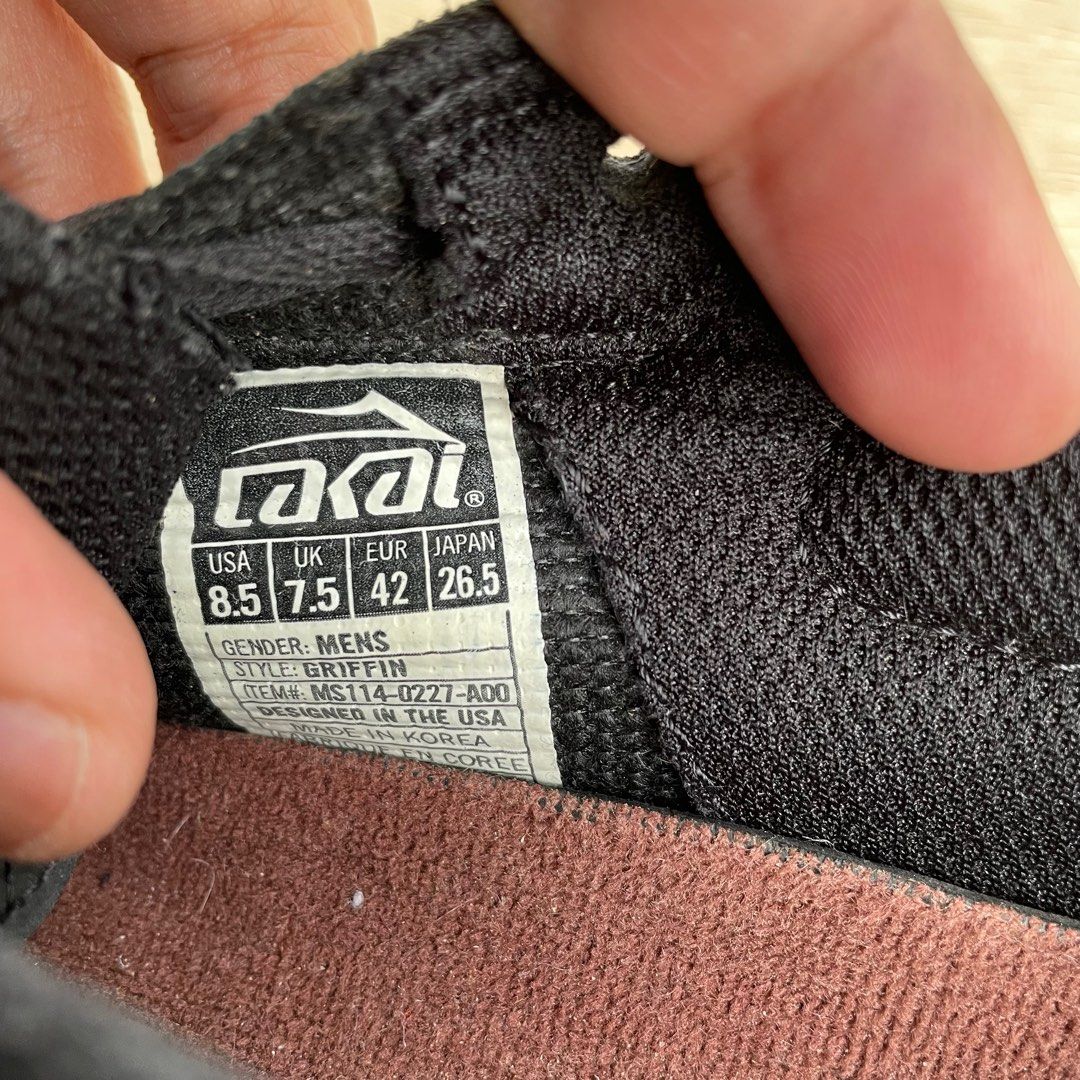 Lakai®
USA UK EUR JAPAN
8.5 7.5 42 26.5
GENDER: MENS
STYLE: GRIFFIN
ITEM#: MS114-0227-A00
DESIGNED IN THE USA
MADE IN KOREA
EN COREE